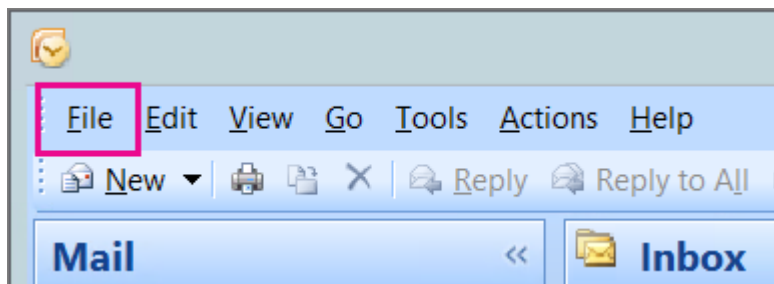 File Edit View Go Tools Actions Help
New Reply Reply to All
Mail Inbox